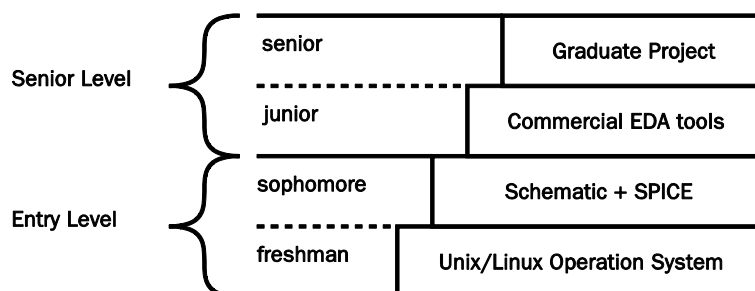 Senior Level
senior
Graduate Project
junior
Commercial EDA tools
Entry Level
sophomore
Schematic + SPICE
freshman
Unix/Linux Operation System